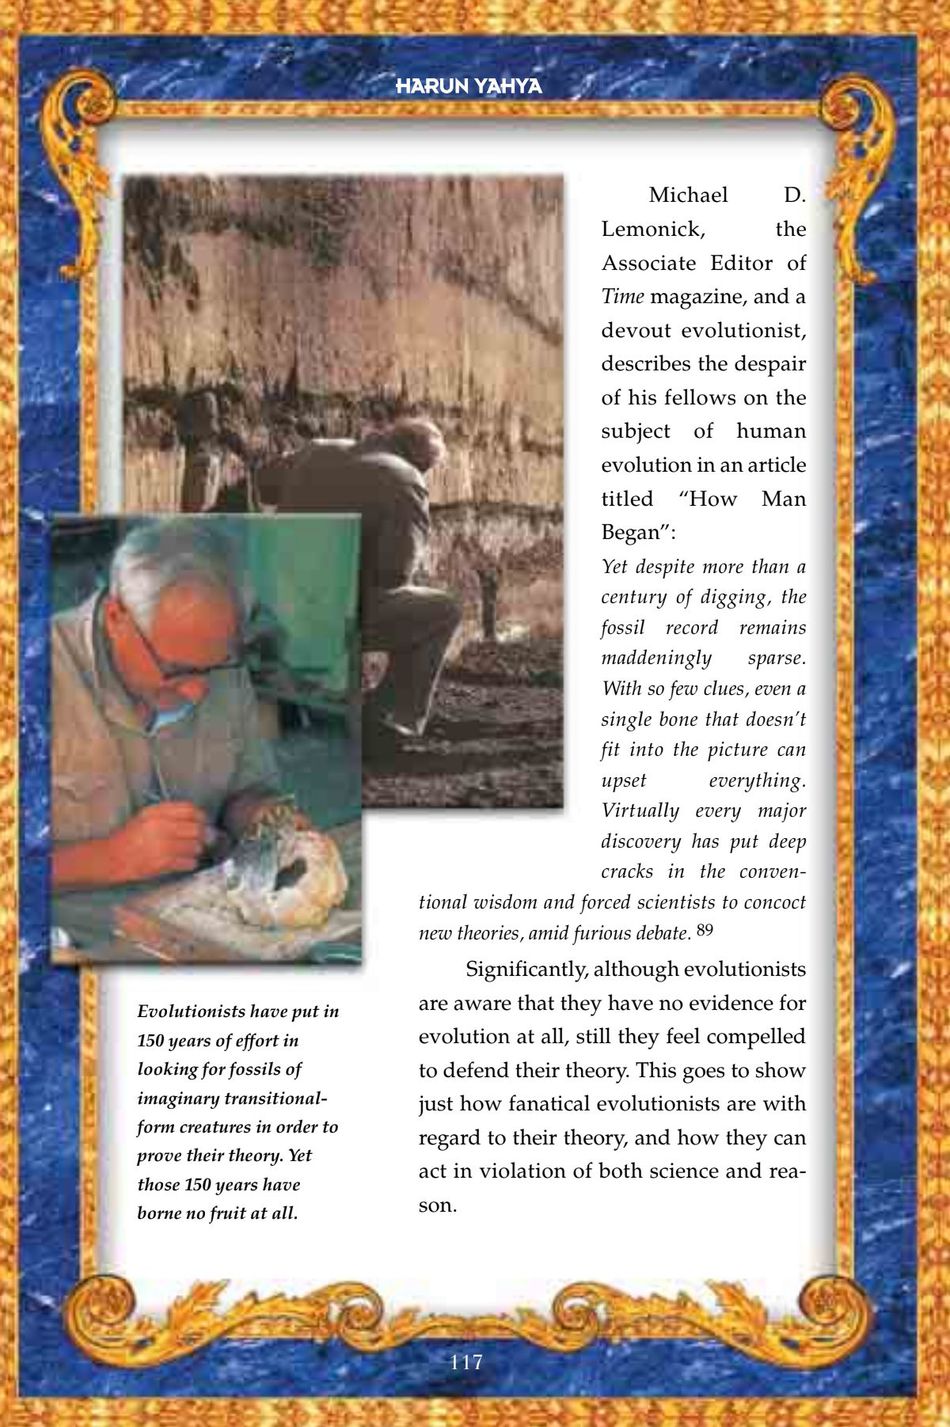 HARUN YAHYA
Michael D.
Lemonick, the
Associate Editor of
Time magazine, and a
devout evolutionist,
describes the despair
of his fellows on the
subject of human
evolution in an article
titled “How Man
Began”:
Yet despite more than a
century of digging, the
fossil record remains
maddeningly sparse.
With so few clues, even a
single bone that doesn’t
fit into the picture can
upset everything.
Virtually every major
discovery has put deep
cracks in the conven-
tional wisdom and forced scientists to concoct
new theories, amid furious debate. 89
Significantly, although evolutionists
are aware that they have no evidence for
evolution at all, still they feel compelled
to defend their theory. This goes to show
just how fanatical evolutionists are with
regard to their theory, and how they can
act in violation of both science and rea-
son.
Evolutionists have put in
150 years of effort in
looking for fossils of
imaginary transitional-
form creatures in order to
prove their theory. Yet
those 150 years have
borne no fruit at all.
117